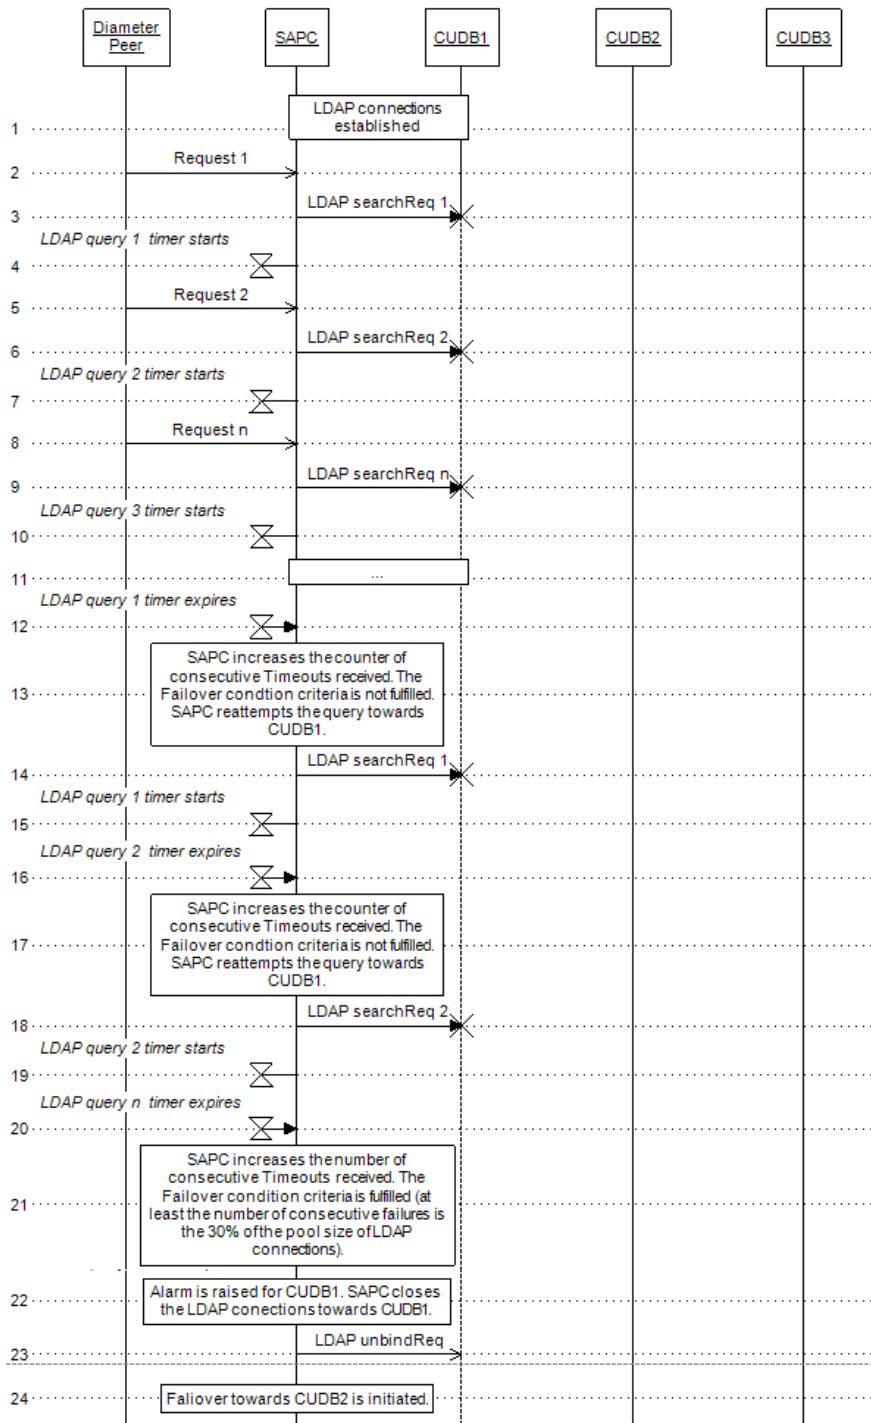 Diameter
Peer
SAPC
CUDB1
CUDB2
CUDB3
LDAP connections
established
1
Request 1
2
LDAP searchReq 1
3
LDAP query 1 timer starts
4
Request 2
5
LDAP searchReq 2
6
LDAP query 2 timer starts
7
Request n
8
LDAP searchReq n
9
LDAP query 3 timer starts
10
...
11
LDAP query 1 timer expires
12
SAPC increases the counter of
consecutive Timeouts received. The
Failover condtion criteria is not fulfilled.
13
SAPC reattempts the query towards
CUDB1.
LDAP searchReq 1
14
LDAP query 1 timer starts
15
LDAP query 2 timer expires
16
SAPC increases the counter of
consecutive Timeouts received. The
Failover condtion criteria is not fulfilled.
17
SAPC reattempts the query towards
CUDB1.
LDAP searchReq 2
18
LDAP query 2 timer starts
19
LDAP query n timer expires
20
SAPC increases the number of
consecutive Timeouts received. The
Failover condition criteria is fulfilled (at
21
least the number of consecutive failures is
the 30% of the pool size of LDAP
connections).
Alarm is raised for CUDB1. SAPC closes
22
the LDAP conections towards CUDB1.
LDAP unbindReq
23
24
Faliover towards CUDB2 is initiated.